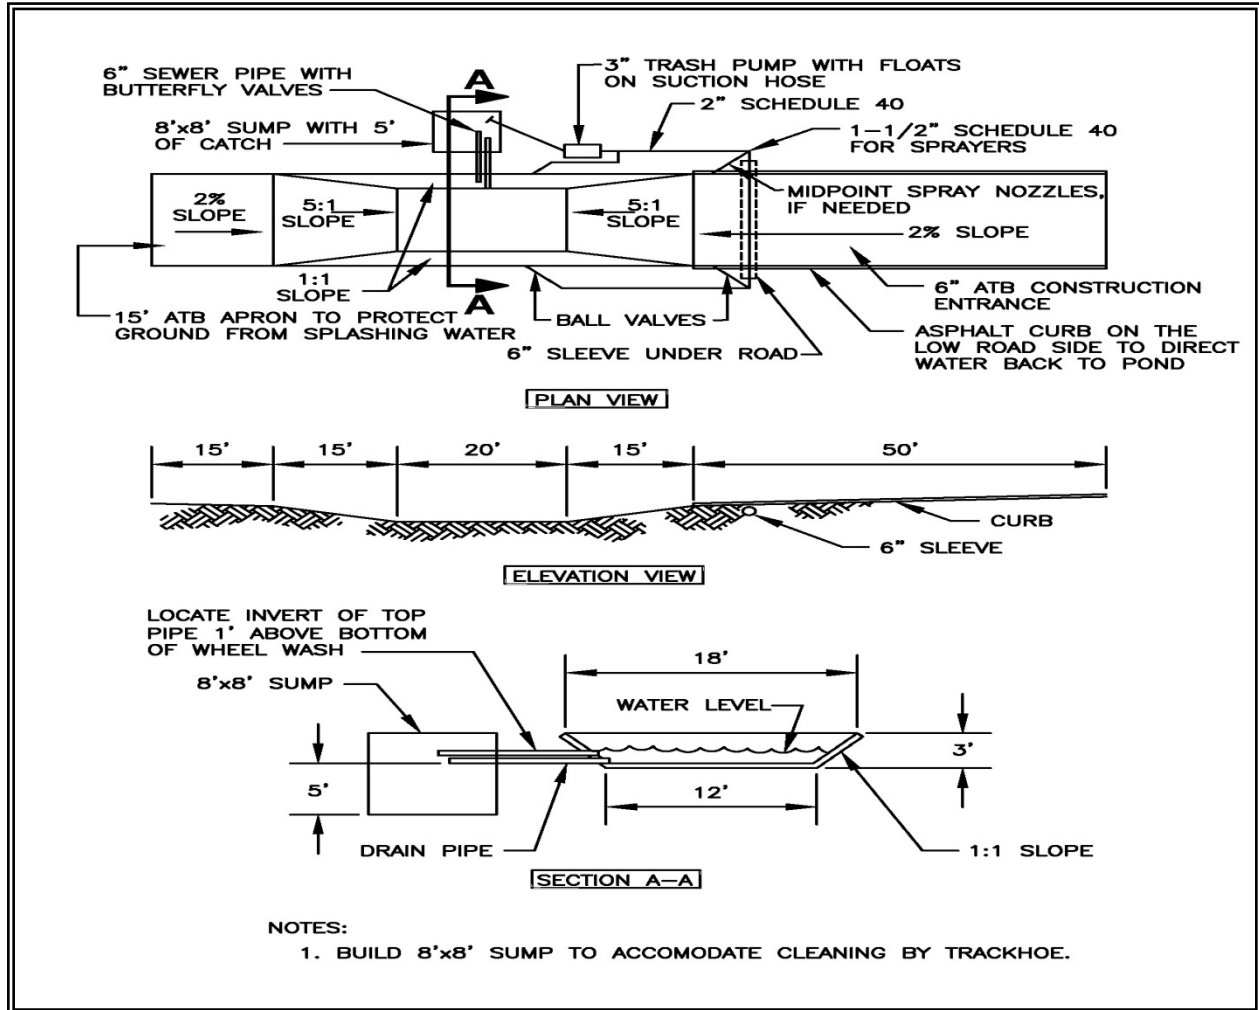 6" SEWER PIPE WITH
BUTTERFLY VALVES
A
3" TRASH PUMP WITH FLOATS
ON SUCTION HOSE
2" SCHEDULE 40
8'x8' SUMP WITH 5'
OF CATCH
1-1/2" SCHEDULE 40
FOR SPRAYERS
2%
SLOPE
5:1
SLOPE
5:1
SLOPE
MIDPOINT SPRAY NOZZLES,
IF NEEDED
2% SLOPE
1:1
SLOPE
A
6" ATB CONSTRUCTION
ENTRANCE
15' ATB APRON TO PROTECT
GROUND FROM SPLASHING WATER
BALL VALVES
6" SLEEVE UNDER ROAD
ASPHALT CURB ON THE
LOW ROAD SIDE TO DIRECT
WATER BACK TO POND
PLAN VIEW
15'
15'
20'
15'
50'
CURB
6" SLEEVE
ELEVATION VIEW
LOCATE INVERT OF TOP
PIPE 1' ABOVE BOTTOM
OF WHEEL WASH
8'x8' SUMP
18'
WATER LEVEL
3'
5'
12'
DRAIN PIPE
1:1 SLOPE
SECTION A-A
NOTES:
1. BUILD 8'x8' SUMP TO ACCOMODATE CLEANING BY TRACKHOE.